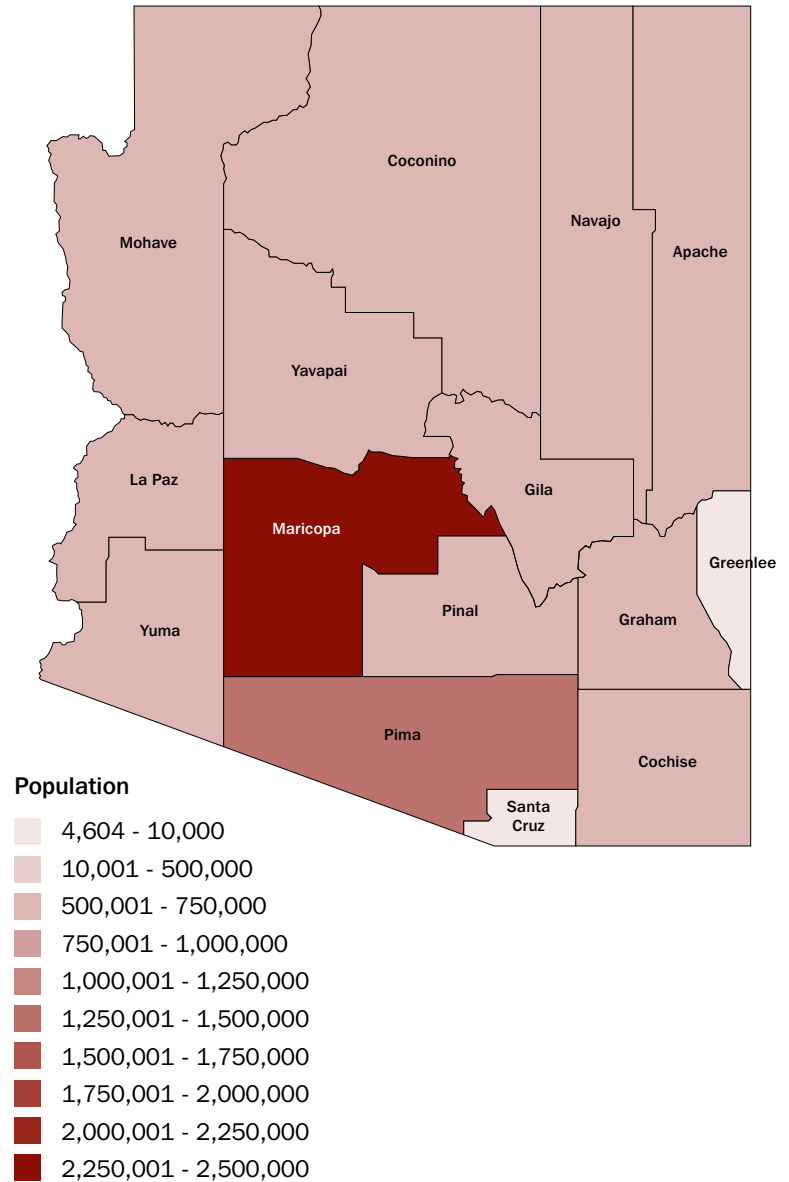 Coconino
Navajo
Mohave
Apache
Yavapai
La Paz
Gila
Maricopa
Greenlee
Pinal
Graham
Yuma
Pima
Cochise
Santa
Cruz
Population
4,604 - 10,000
10,001 - 500,000
500,001 - 750,000
750,001 - 1,000,000
1,000,001 - 1,250,000
1,250,001 - 1,500,000
1,500,001 - 1,750,000
1,750,001 - 2,000,000
2,000,001 - 2,250,000
2,250,001 - 2,500,000